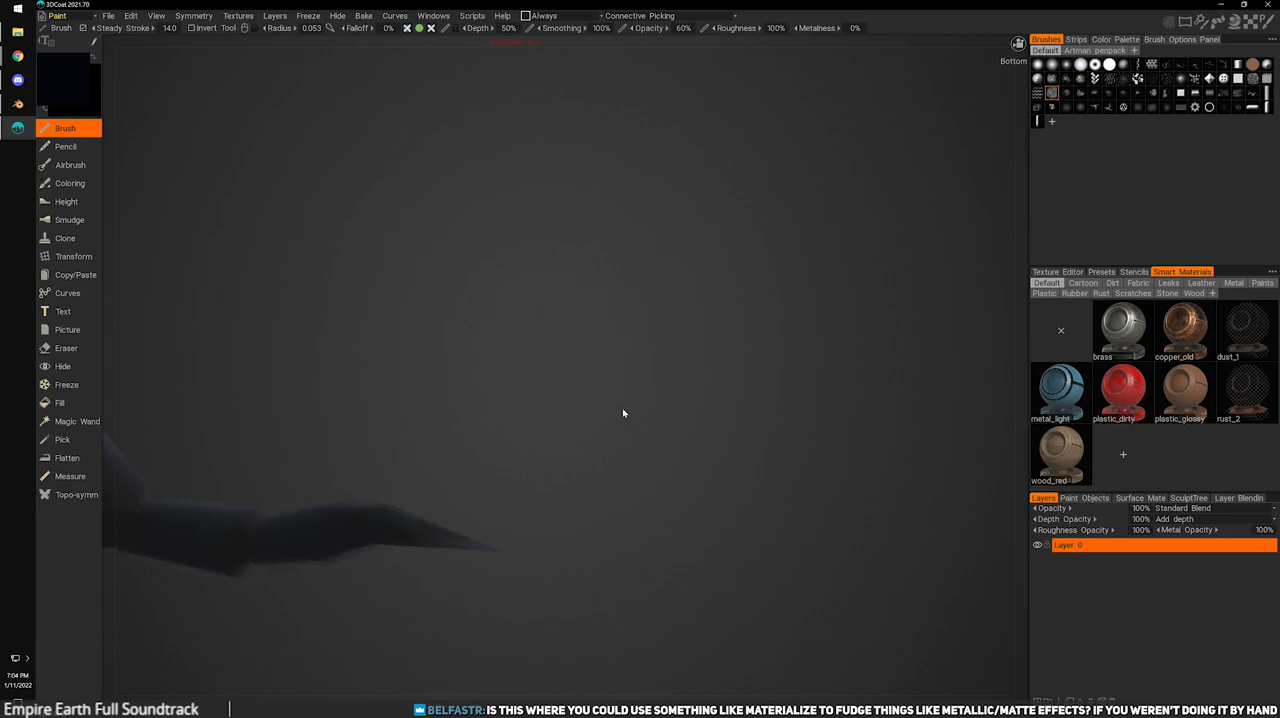 3DCoat 2021.70
Paint File Edit View Symmetry Textures Layers Freeze Hide Bake Curves Windows Scripts Help Always Connective Picking
Brush Steady Stroke 14.0 Invert Tool Radius 0.053 Falloff 0% Depth 50% Smoothing 100% Opacity 60% Roughness 100% Metalness 0%
Bottom
Brushes Strips Color Palette Brush Options Panel
Default Artman penpack +
Brush
Pencil
Airbrush
Coloring
Height
Smudge
Clone
Transform
Copy/Paste
Curves
Text
Picture
Eraser
Hide
Freeze
Fill
Magic Wand
Pick
Flatten
Measure
Topo-symm
Texture Editor Presets Stencils Smart Materials
Default Cartoon Dirt Fabric Leaks Leather Metal Paints
Plastic Rubber Rust Scratches Stone Wood +
brass copper_old dust_1
metal_light plastic_dirty plastic_glossy rust_2
wood_red
Layers Paint Objects Surface Mate SculptTree Layer Blendin
Opacity 100% Standard Blend
Depth Opacity 100% Add depth
Roughness Opacity 100% Metal Opacity 100%
Layer 0
7:04 PM
1/11/2022
Empire Earth Full Soundtrack
BELFASTR: IS THIS WHERE YOU COULD USE SOMETHING LIKE MATERIALIZE TO FUDGE THINGS LIKE METALLIC/MATTE EFFECTS? IF YOU WEREN'T DOING IT BY HAND